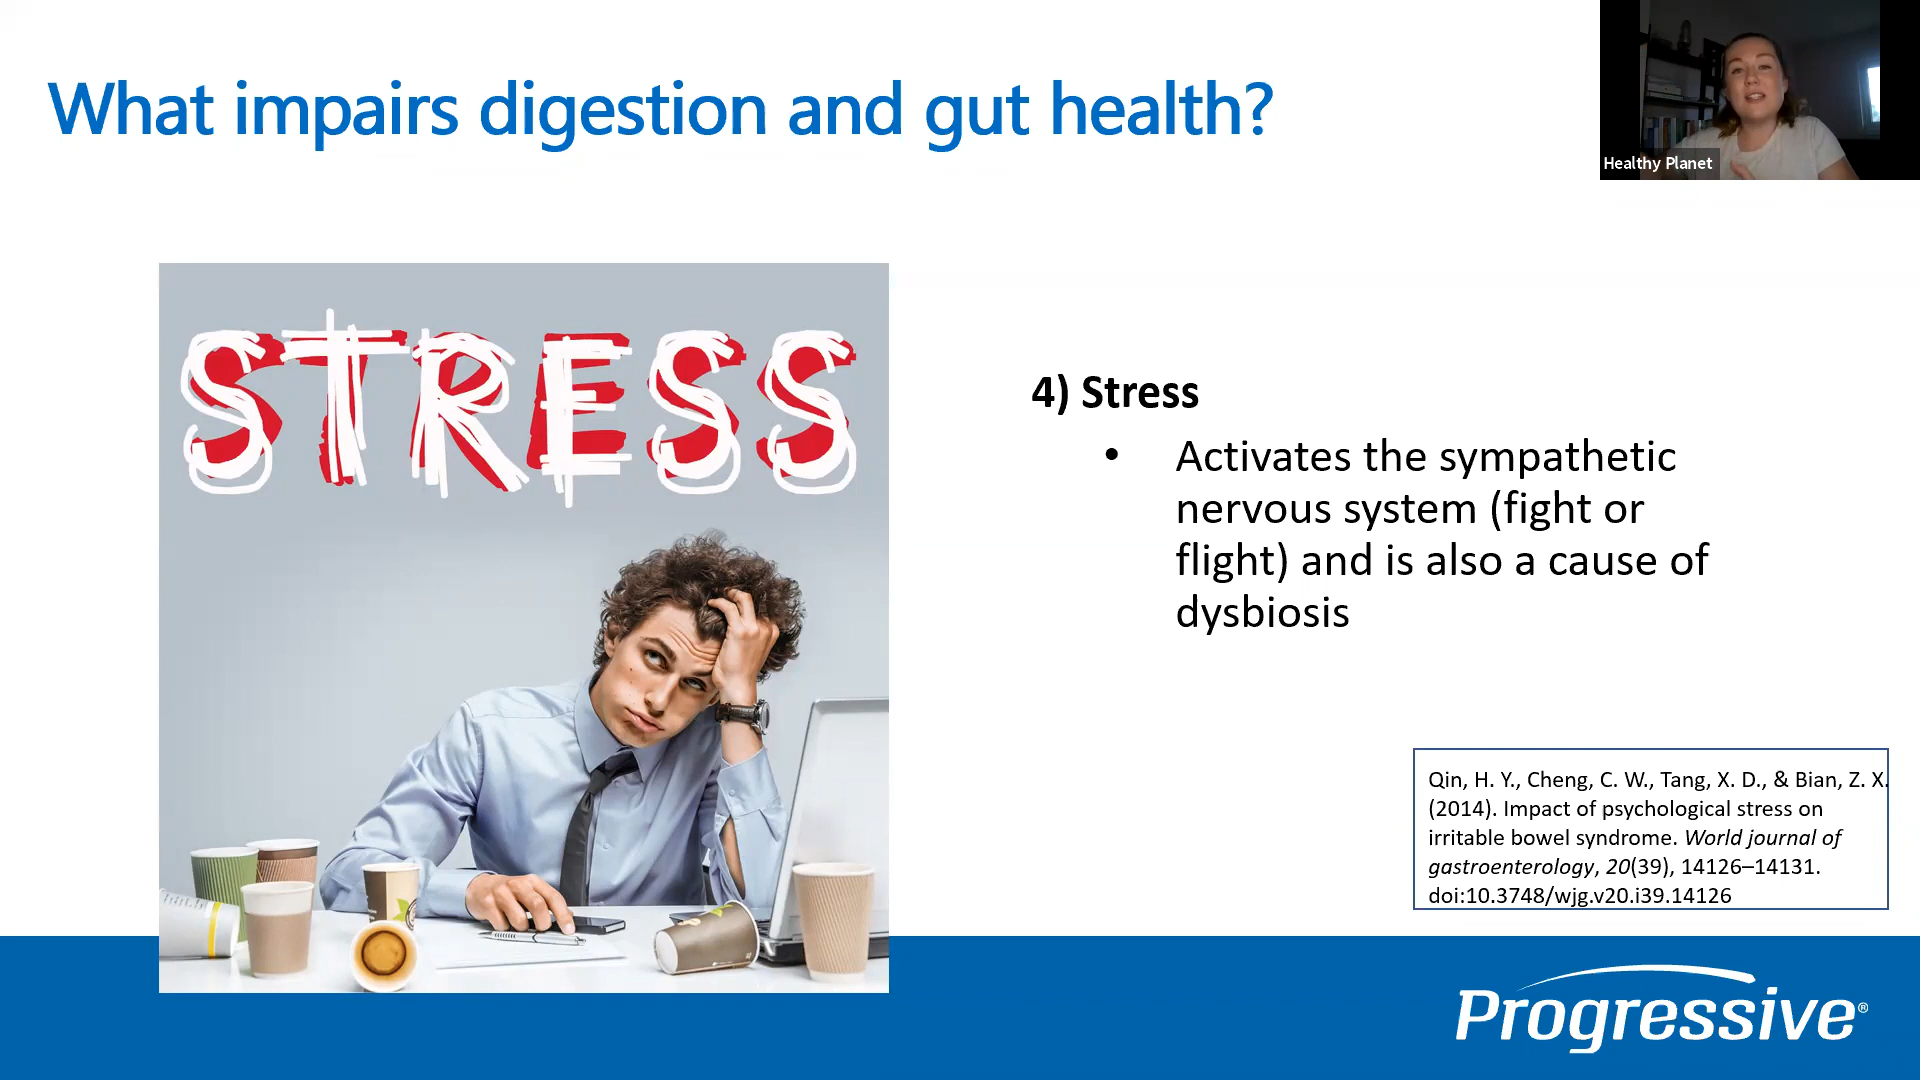 What impairs digestion and gut health?
Healthy Planet
STRESS
4) Stress
• Activates the sympathetic
nervous system (fight or
flight) and is also a cause of
dysbiosis
Qin, H. Y., Cheng, C. W., Tang, X. D., & Bian, Z. X.
(2014). Impact of psychological stress on
irritable bowel syndrome. World journal of
gastroenterology, 20(39), 14126–14131.
doi:10.3748/wjg.v20.i39.14126
Progressive®